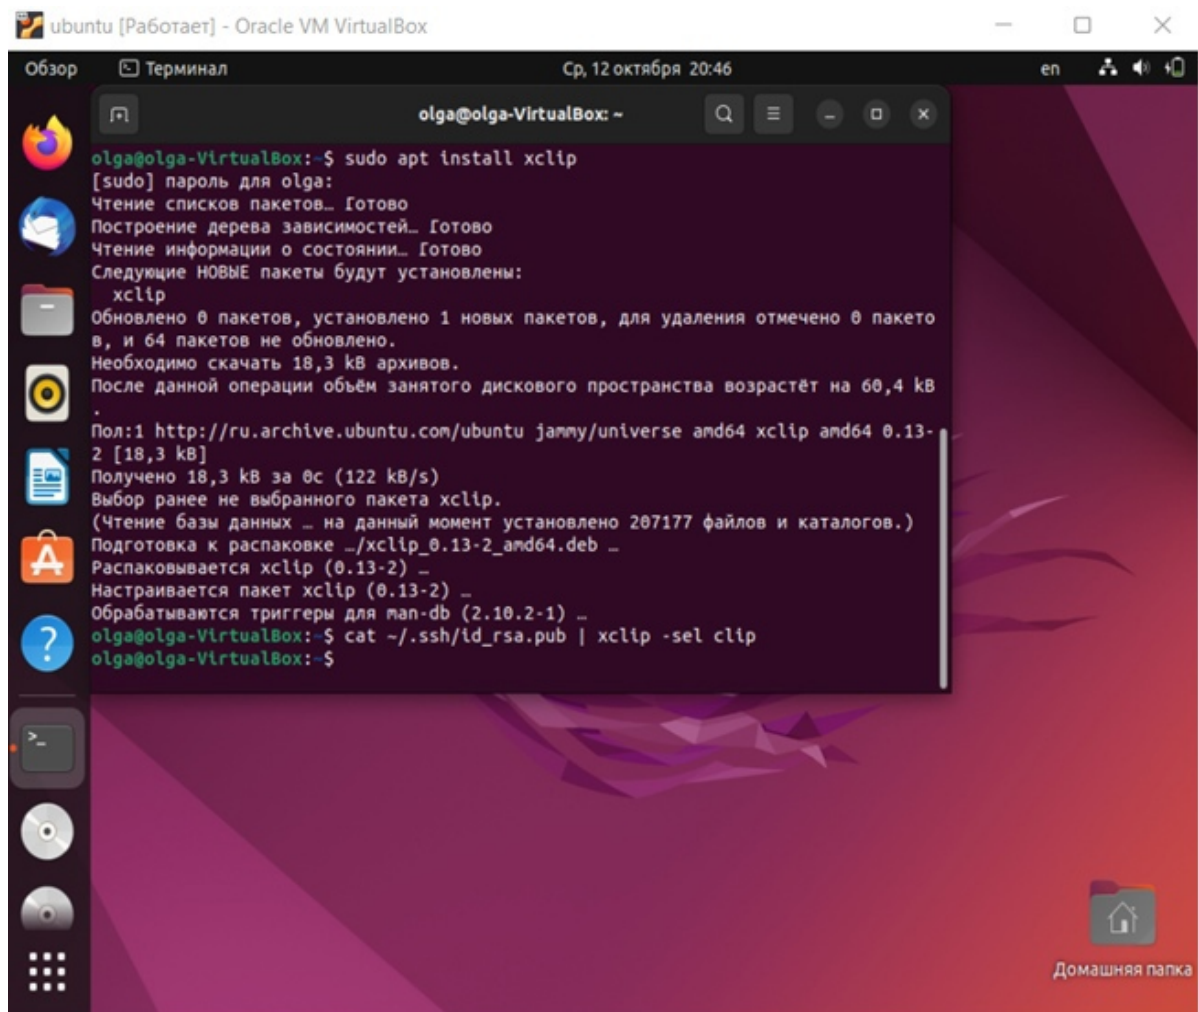 ubuntu [Работает] - Oracle VM VirtualBox
Обзор Терминал Ср, 12 октября 20:46 en
olga@olga-VirtualBox: ~
olga@olga-VirtualBox:~$ sudo apt install xclip
[sudo] пароль для olga:
Чтение списков пакетов… Готово
Построение дерева зависимостей… Готово
Чтение информации о состоянии… Готово
Следующие НОВЫЕ пакеты будут установлены:
xclip
Обновлено 0 пакетов, установлено 1 новых пакетов, для удаления отмечено 0 пакето
в, и 64 пакетов не обновлено.
Необходимо скачать 18,3 kB архивов.
После данной операции объём занятого дискового пространства возрастёт на 60,4 kB
.
Пол:1 http://ru.archive.ubuntu.com/ubuntu jammy/universe amd64 xclip amd64 0.13-
2 [18,3 kB]
Получено 18,3 kB за 0с (122 kB/s)
Выбор ранее не выбранного пакета xclip.
(Чтение базы данных … на данный момент установлено 207177 файлов и каталогов.)
Подготовка к распаковке …/xclip_0.13-2_amd64.deb …
Распаковывается xclip (0.13-2) …
Настраивается пакет xclip (0.13-2) …
Обрабатываются триггеры для man-db (2.10.2-1) …
olga@olga-VirtualBox:~$ cat ~/.ssh/id_rsa.pub | xclip -sel clip
olga@olga-VirtualBox:~$
Домашняя папка